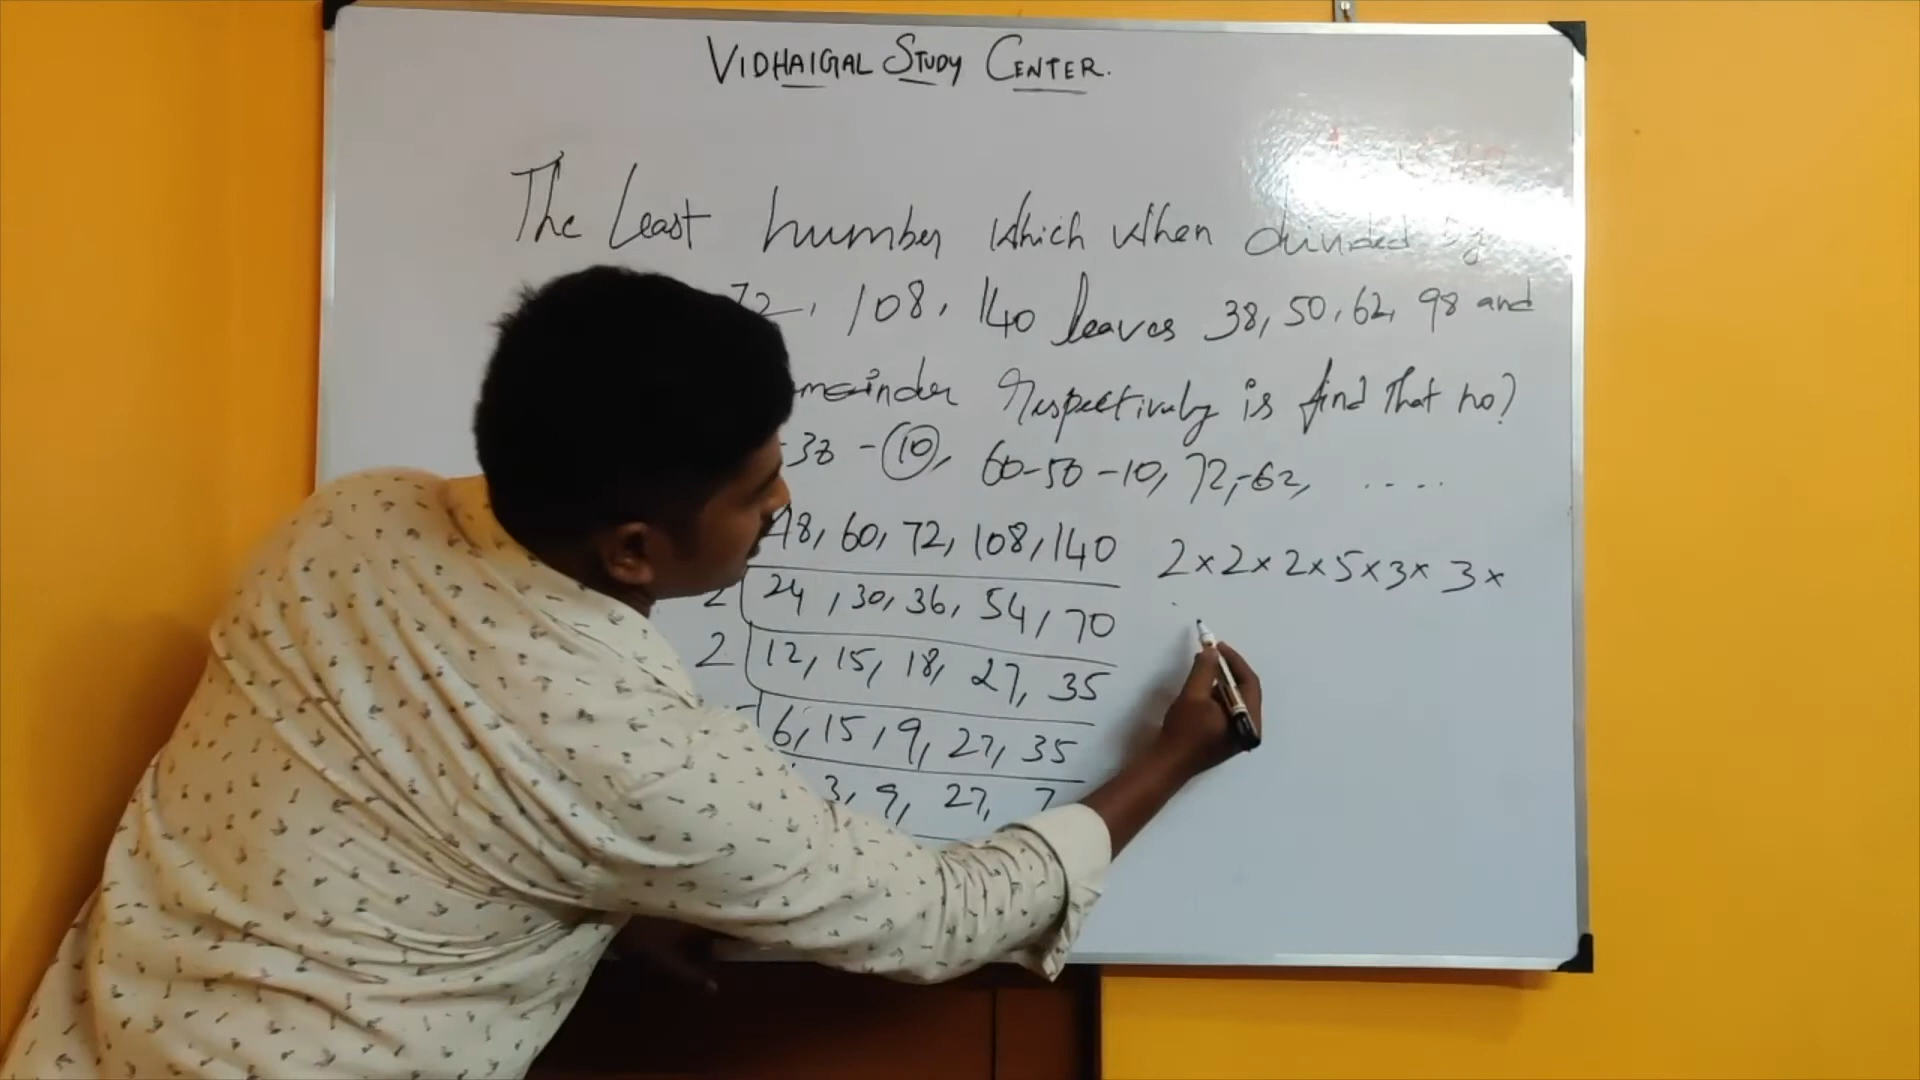 VIDHAIGAL STUDY CENTER.
The Least number which when divided by
72, 108, 140 leaves 38, 50, 62, 98 and
mainder respectively is find that no?
-38 - 10, 60-50-10, 72,-62, ....
48, 60, 72, 108, 140
2×2×2×5×3×3×
2 24, 30, 36, 54, 70
2 12, 15, 18, 27, 35
6, 15, 9, 27, 35
3, 9, 27, 7